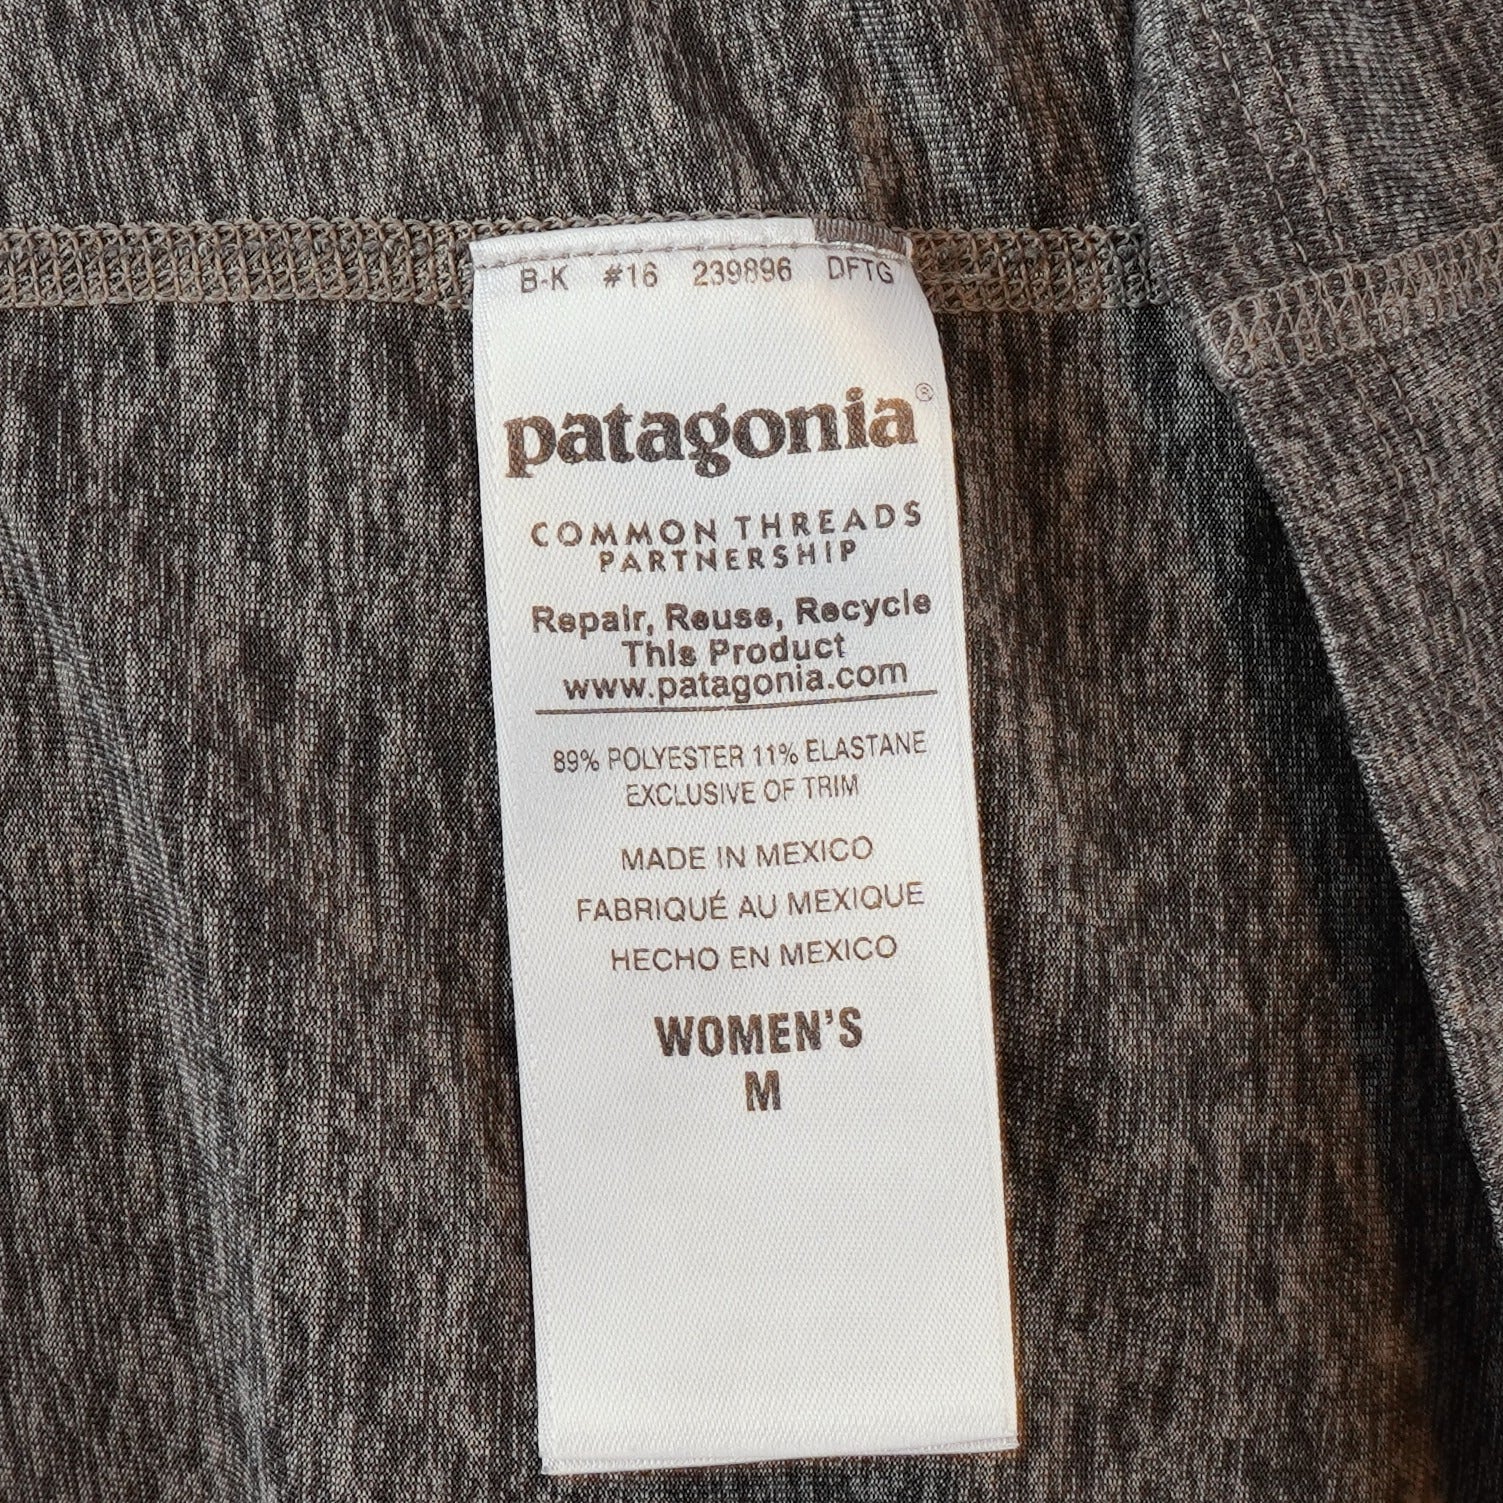 B-K #16 239896 DFTG
patagonia®
COMMON THREADS
PARTNERSHIP
Repair, Reuse, Recycle
This Product
www.patagonia.com
89% POLYESTER 11% ELASTANE
EXCLUSIVE OF TRIM
MADE IN MEXICO
FABRIQUÉ AU MEXIQUE
HECHO EN MEXICO
WOMEN'S
M